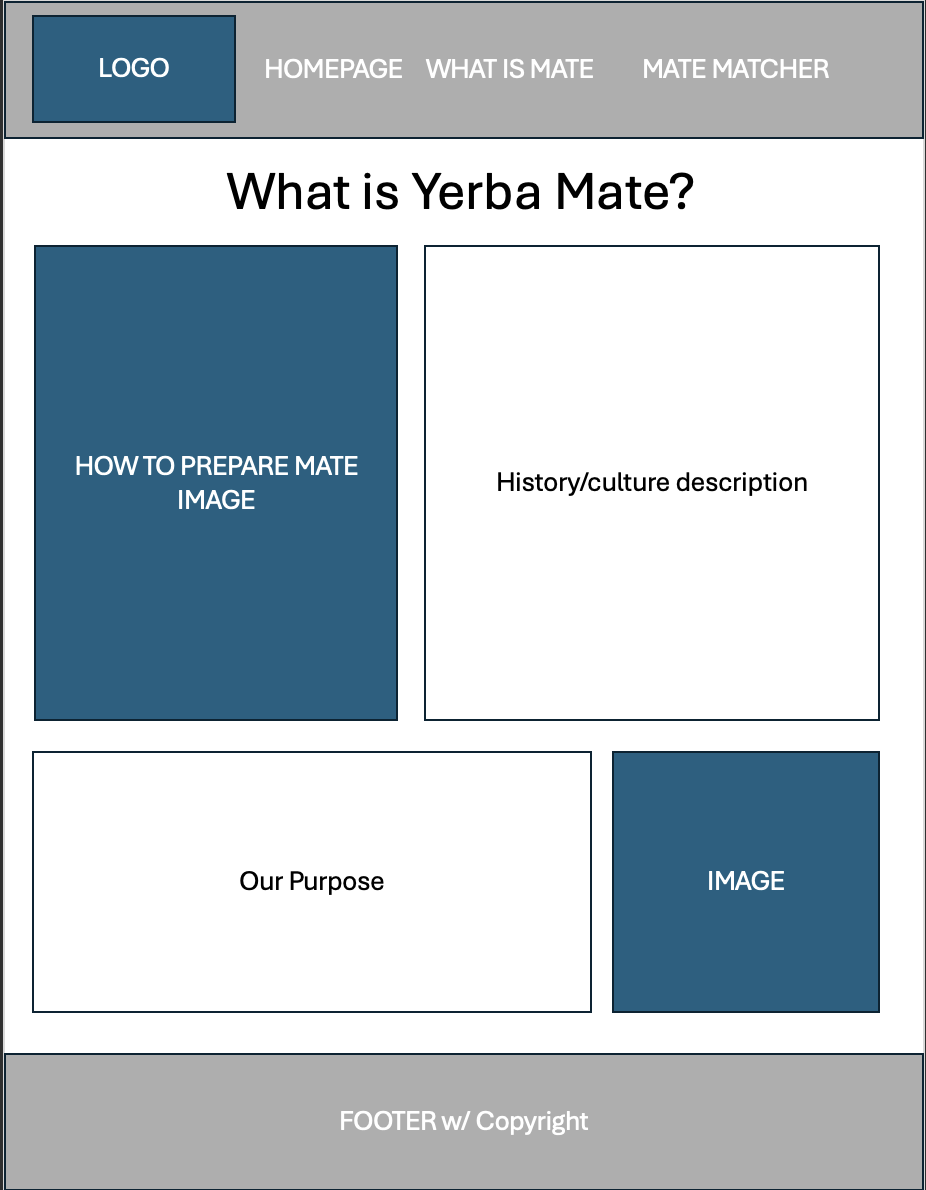 LOGO
HOMEPAGE WHAT IS MATE MATE MATCHER
What is Yerba Mate?
HOW TO PREPARE MATE
IMAGE
History/culture description
Our Purpose
IMAGE
FOOTER w/ Copyright